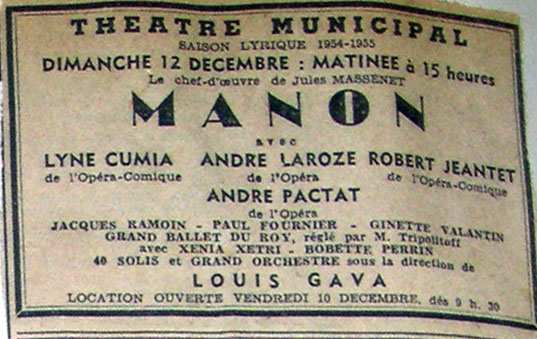 THEATRE MUNICIPAL
SAISON LYRIQUE 1954-1955
DIMANCHE 12 DECEMBRE : MATINEE à 15 heures
Le chef-d'œuvre de Jules MASSENET
MANON
avec
LYNE CUMIA ANDRE LAROZE ROBERT JEANTET
de l'Opéra-Comique de l'Opéra de l'Opéra-Comique
ANDRE PACTAT
de l'Opéra
JACQUES RAMOIN - PAUL FOURNIER - GINETTE VALANTIN
GRAND BALLET DU ROY, réglé par M. Tripolitoff
avec XENIA XETRI - BOBETTE PERRIN
40 SOLIS et GRAND ORCHESTRE sous la direction de
LOUIS GAVA
LOCATION OUVERTE VENDREDI 10 DECEMBRE, dès 9 h. 30